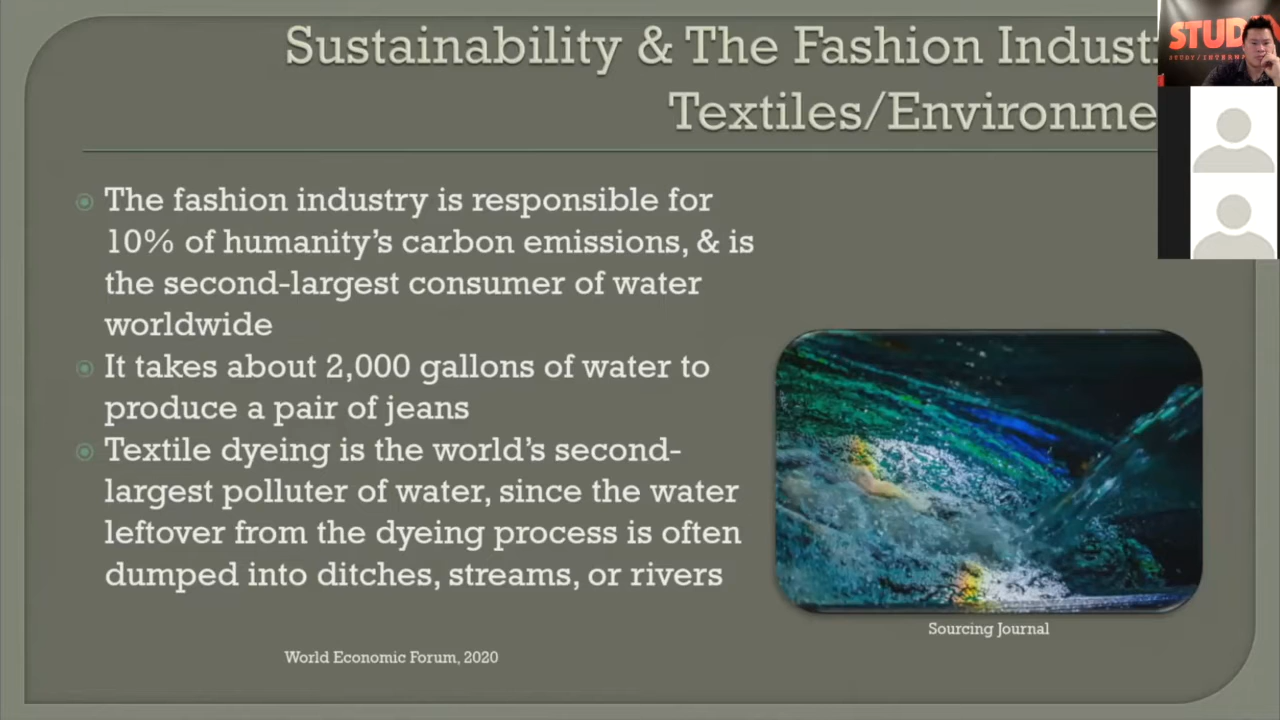 Sustainability & The Fashion Indust
Textiles/Environme
The fashion industry is responsible for
10% of humanity's carbon emissions, & is
the second-largest consumer of water
worldwide
It takes about 2,000 gallons of water to
produce a pair of jeans
Textile dyeing is the world's second-
largest polluter of water, since the water
leftover from the dyeing process is often
dumped into ditches, streams, or rivers
World Economic Forum, 2020
Sourcing Journal
STUD